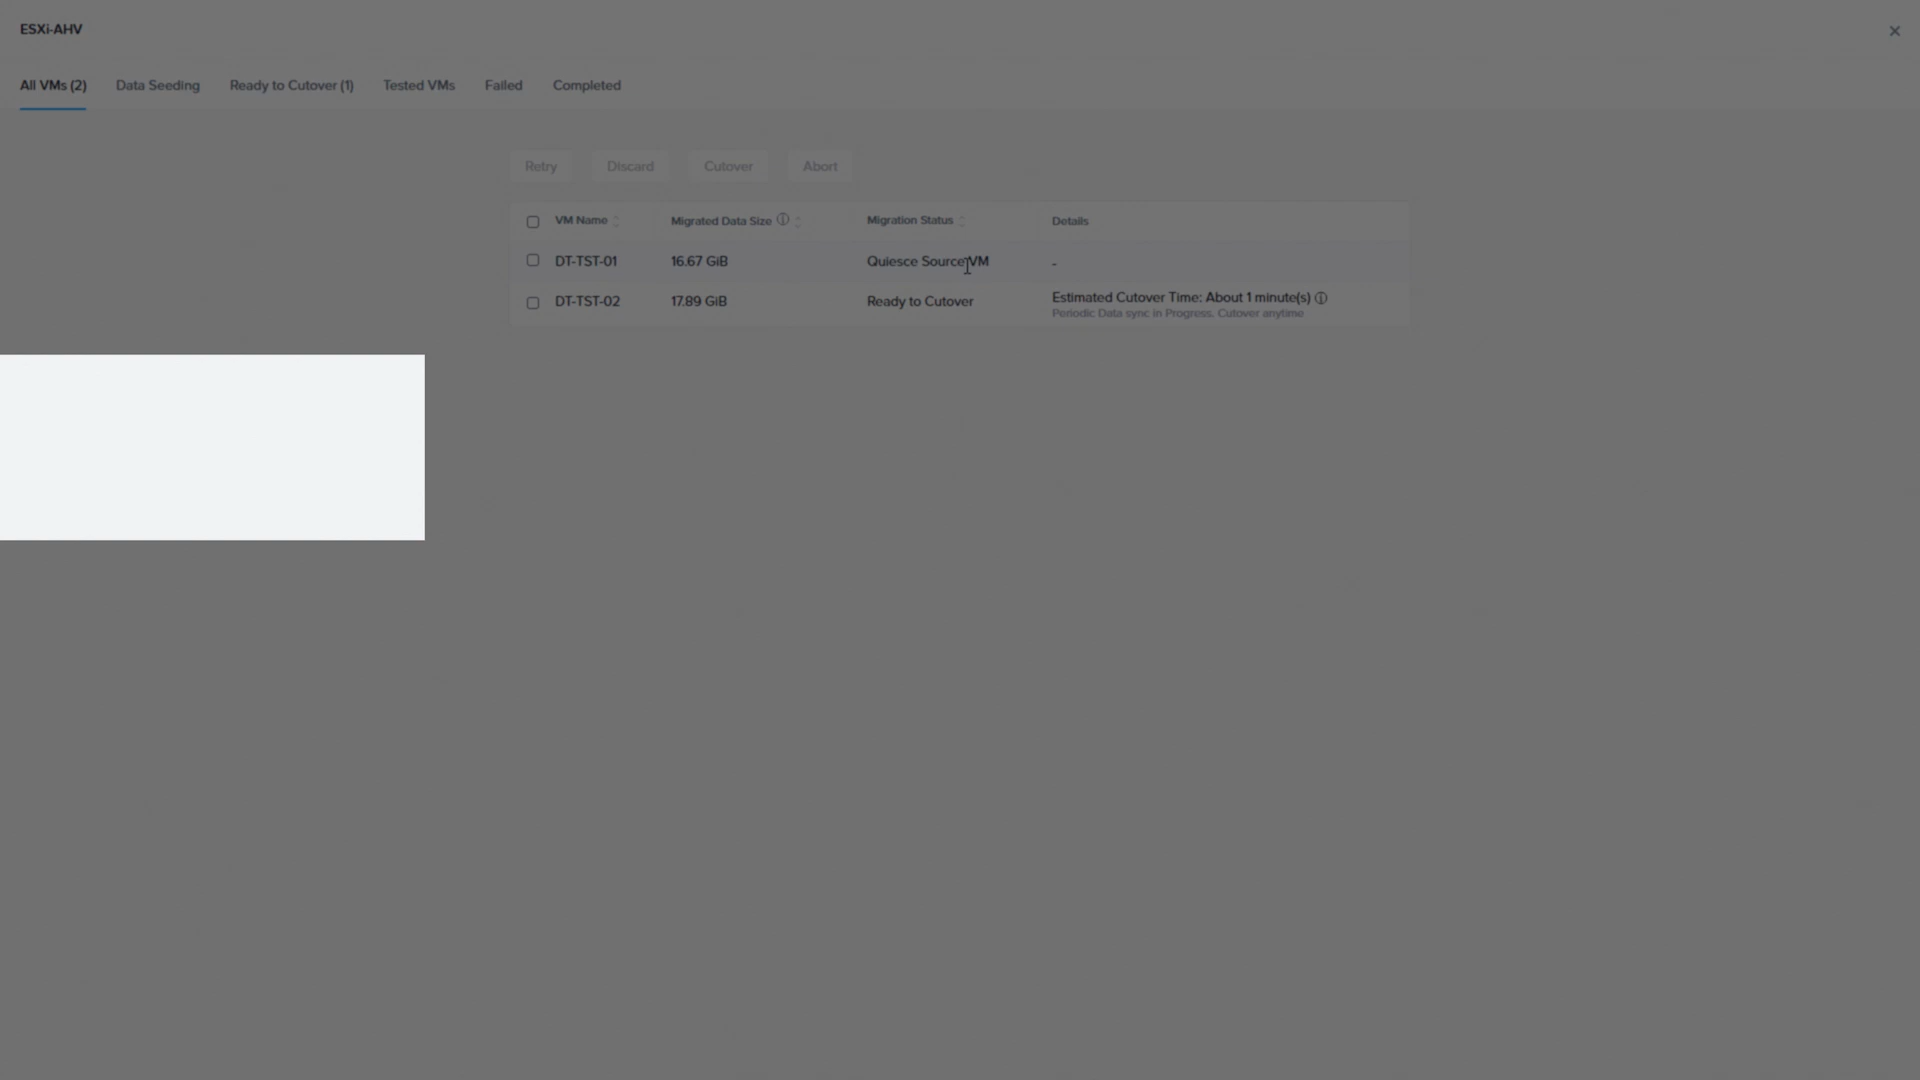 ESXi-AHV
All VMs (2) Data Seeding Ready to Cutover (1) Tested VMs Failed Completed
Retry Discard Cutover Abort
VM Name Migrated Data Size Migration Status Details
DT-TST-01 16.67 GiB Quiesce Source VM -
DT-TST-02 17.89 GiB Ready to Cutover Estimated Cutover Time: About 1 minute(s)
Periodic Data sync in Progress. Cutover anytime